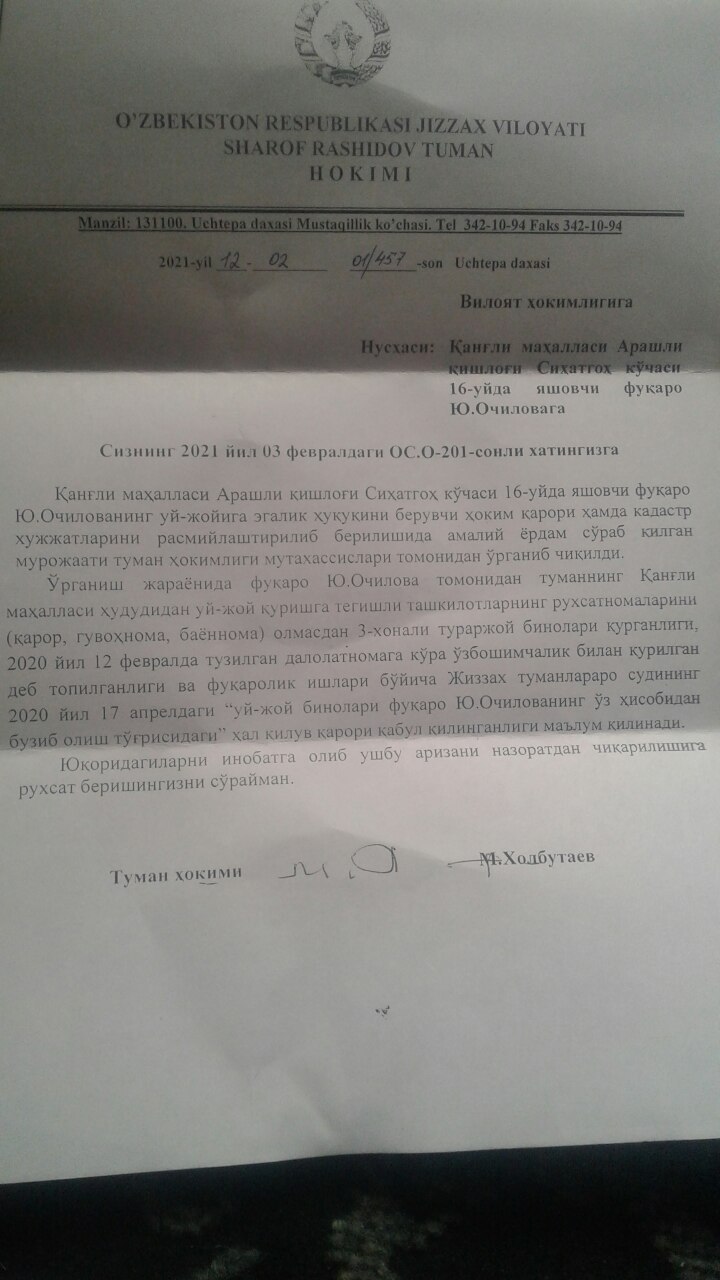 O’ZBEKISTON RESPUBLIKASI JIZZAX VILOYATI
SHAROF RASHIDOV TUMAN
H O K I M I
Manzil: 131100. Uchtepa daxasi Mustaqillik ko’chasi. Tel 342-10-94 Faks 342-10-94
2021-yil 12 - 02 01/457 -son Uchtepa daxasi
Вилоят ҳокимлигига
Нусхаси: Қанғли маҳалласи Арашли
қишлоғи Сиҳатгоҳ кўчаси
16-уйда яшовчи фуқаро
Ю.Очиловага
Сизнинг 2021 йил 03 февралдаги ОС.О-201-сонли хатингизга
Қанғли маҳалласи Арашли қишлоғи Сиҳатгоҳ кўчаси 16-уйда яшовчи фуқаро
Ю.Очилованинг уй-жойига эгалик ҳуқуқини берувчи ҳоким қарори ҳамда кадастр
хужжатларини расмийлаштирилиб берилишида амалий ёрдам сўраб қилган
мурожаати туман ҳокимлиги мутахассислари томонидан ўрганиб чиқилди.
Ўрганиш жараёнида фуқаро Ю.Очилова томонидан туманнинг Қанғли
маҳалласи ҳудудидан уй-жой қуришга тегишли ташкилотларнинг рухсатномаларини
(қарор, гувоҳнома, баённома) олмасдан 3-хонали тураржой бинолари қурганлиги,
2020 йил 12 февралда тузилган далолатномага кўра ўзбошимчалик билан қурилган
деб топилганлиги ва фуқаролик ишлари бўйича Жиззах туманлараро судининг
2020 йил 17 апрелдаги “уй-жой бинолари фуқаро Ю.Очилованинг ўз ҳисобидан
бузиб олиш тўғрисидаги” ҳал қилув қарори қабул қилинганлиги маълум қилинади.
Юқоридагиларни инобатга олиб ушбу аризани назоратдан чиқарилишига
рухсат беришингизни сўрайман.
Туман ҳокими М.Холбутаев